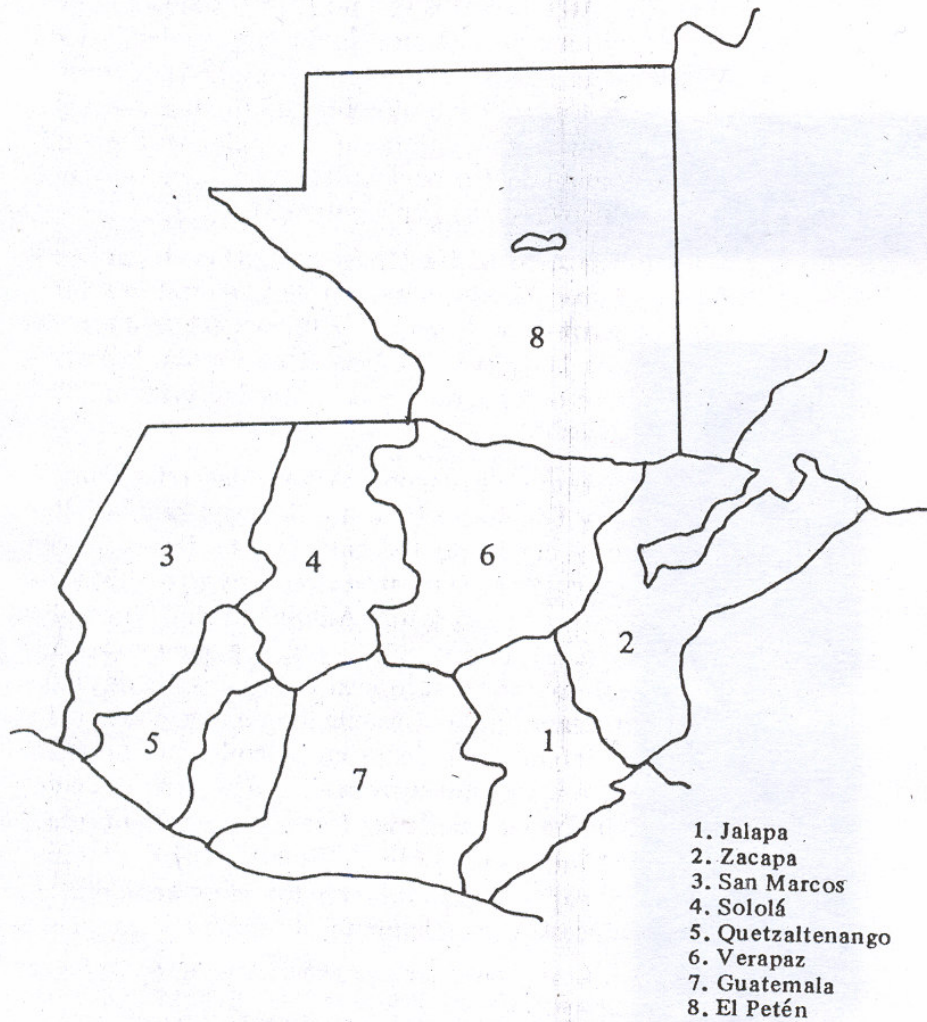 8
3
4
6
2
5
7
1
1. Jalapa
2. Zacapa
3. San Marcos
4. Sololá
5. Quetzaltenango
6. Verapaz
7. Guatemala
8. El Petén